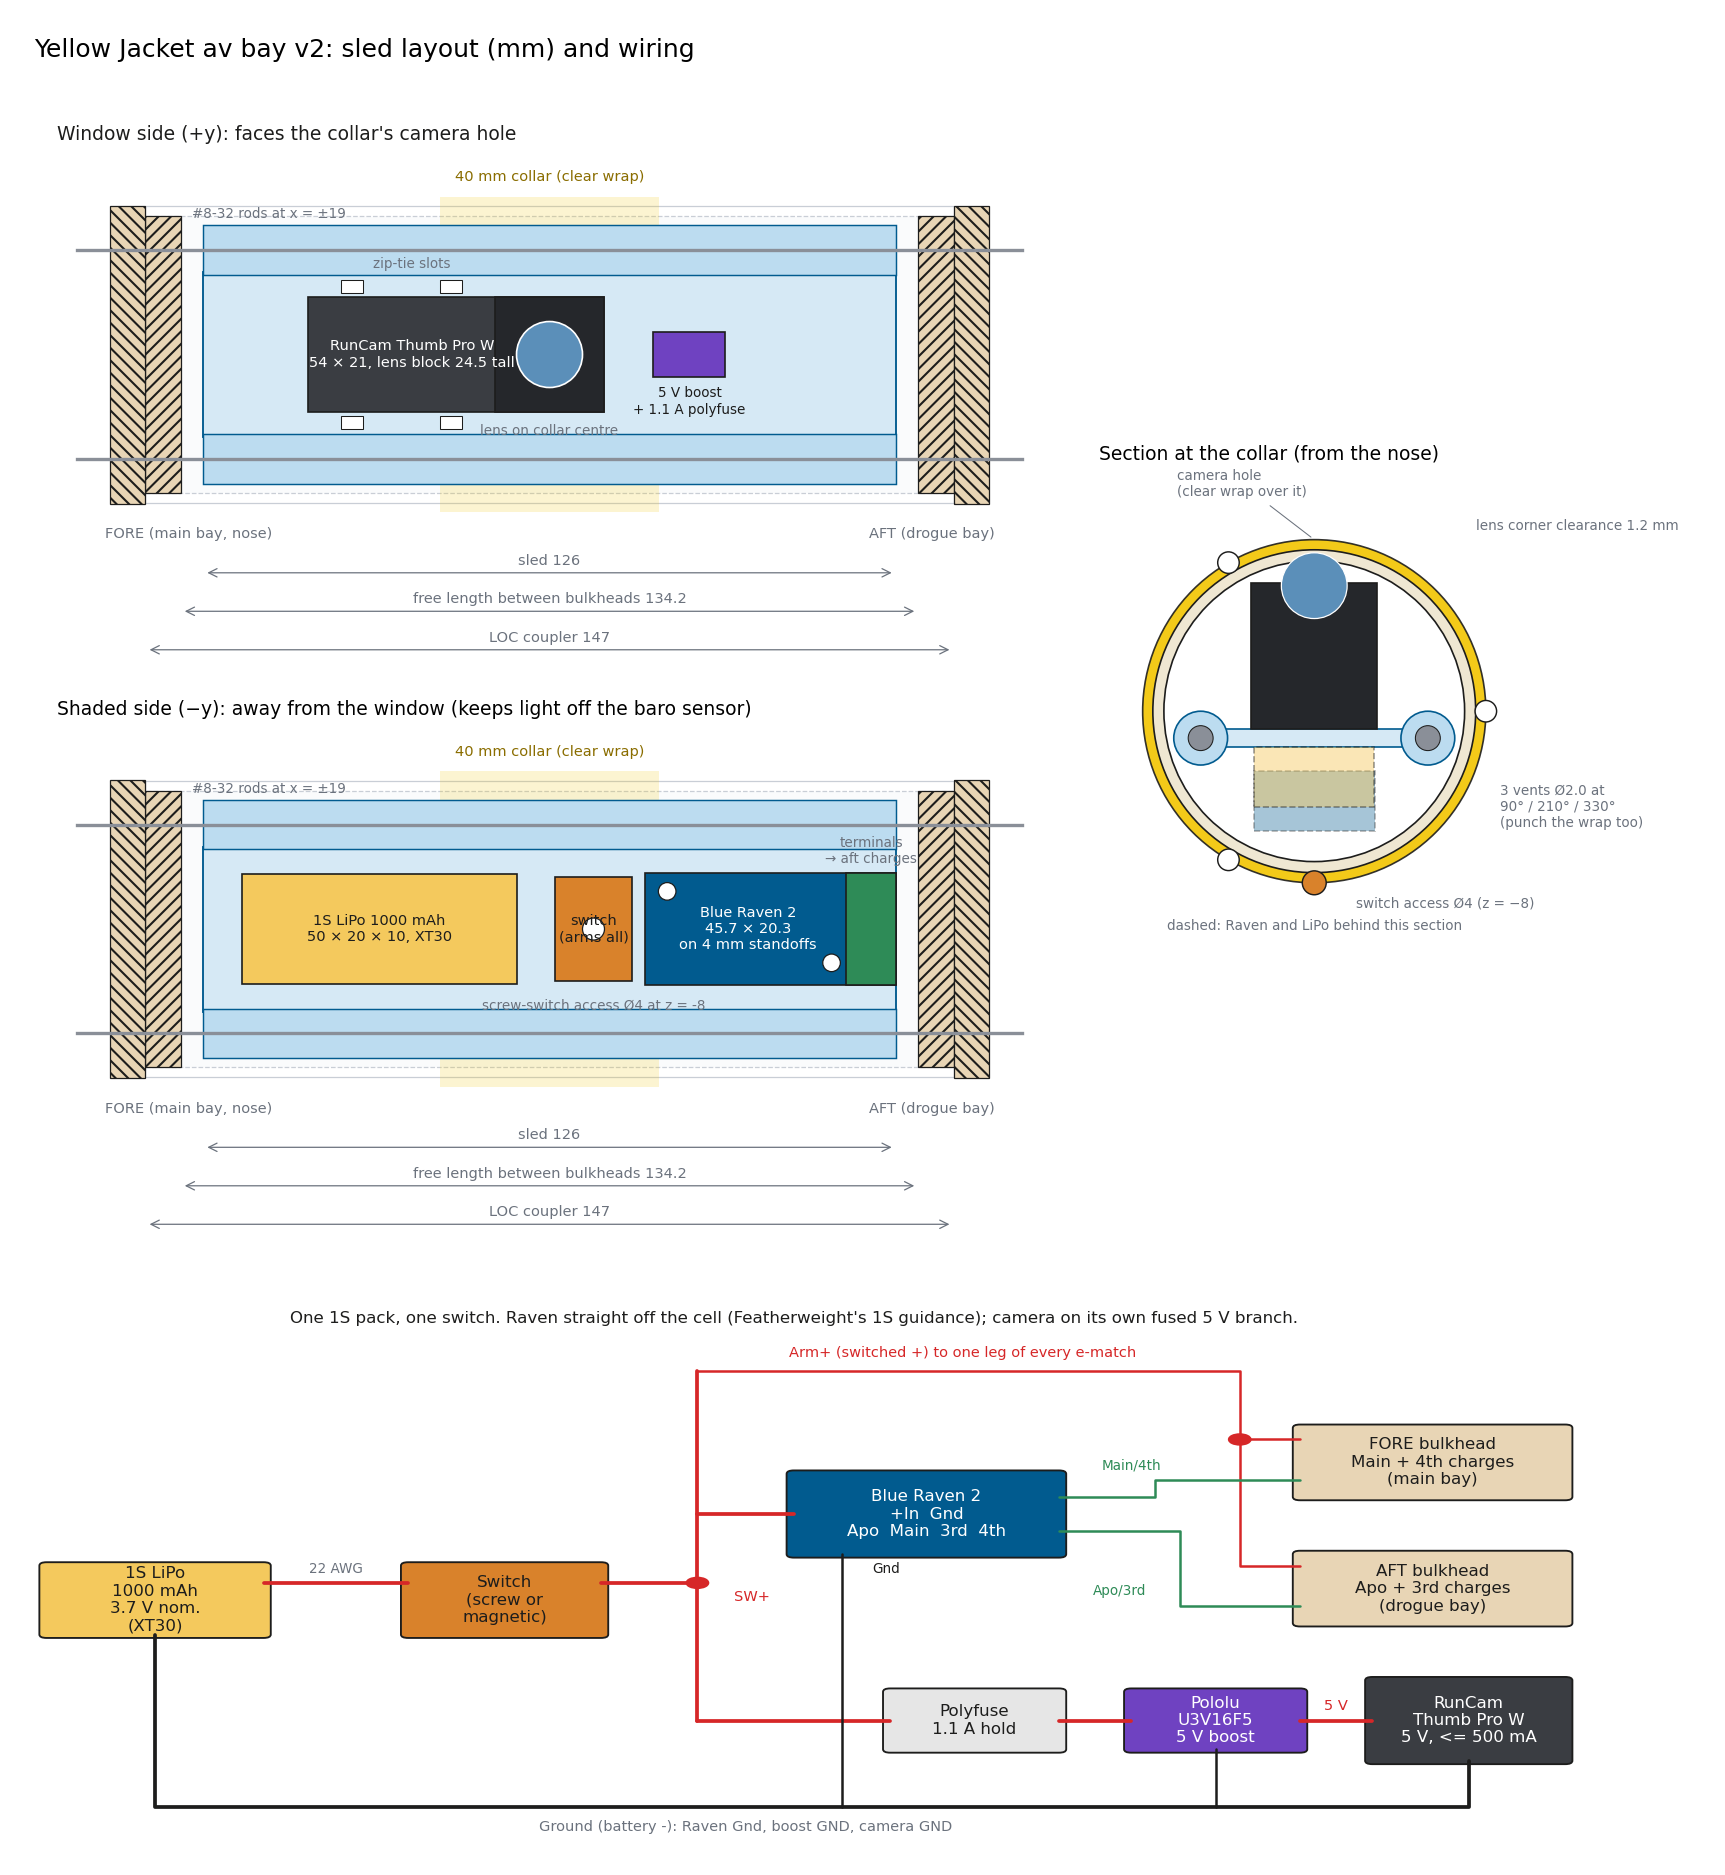 Yellow Jacket av bay v2: sled layout (mm) and wiring
Window side (+y): faces the collar's camera hole
40 mm collar (clear wrap)
#8-32 rods at x = ±19
zip-tie slots
RunCam Thumb Pro W
54 × 21, lens block 24.5 tall
5 V boost
+ 1.1 A polyfuse
lens on collar centre
FORE (main bay, nose)
AFT (drogue bay)
sled 126
free length between bulkheads 134.2
LOC coupler 147
Section at the collar (from the nose)
camera hole
(clear wrap over it)
lens corner clearance 1.2 mm
3 vents Ø2.0 at
90° / 210° / 330°
(punch the wrap too)
switch access Ø4 (z = −8)
dashed: Raven and LiPo behind this section
Shaded side (−y): away from the window (keeps light off the baro sensor)
40 mm collar (clear wrap)
#8-32 rods at x = ±19
terminals
→ aft charges
1S LiPo 1000 mAh
50 × 20 × 10, XT30
switch
(arms all)
Blue Raven 2
45.7 × 20.3
on 4 mm standoffs
screw-switch access Ø4 at z = -8
FORE (main bay, nose)
AFT (drogue bay)
sled 126
free length between bulkheads 134.2
LOC coupler 147
One 1S pack, one switch. Raven straight off the cell (Featherweight's 1S guidance); camera on its own fused 5 V branch.
Arm+ (switched +) to one leg of every e-match
FORE bulkhead
Main + 4th charges
(main bay)
Main/4th
Blue Raven 2
+In  Gnd
Apo  Main  3rd  4th
Gnd
AFT bulkhead
Apo + 3rd charges
(drogue bay)
Apo/3rd
1S LiPo
1000 mAh
3.7 V nom.
(XT30)
22 AWG
Switch
(screw or
magnetic)
SW+
Polyfuse
1.1 A hold
Pololu
U3V16F5
5 V boost
5 V
RunCam
Thumb Pro W
5 V, <= 500 mA
Ground (battery -): Raven Gnd, boost GND, camera GND